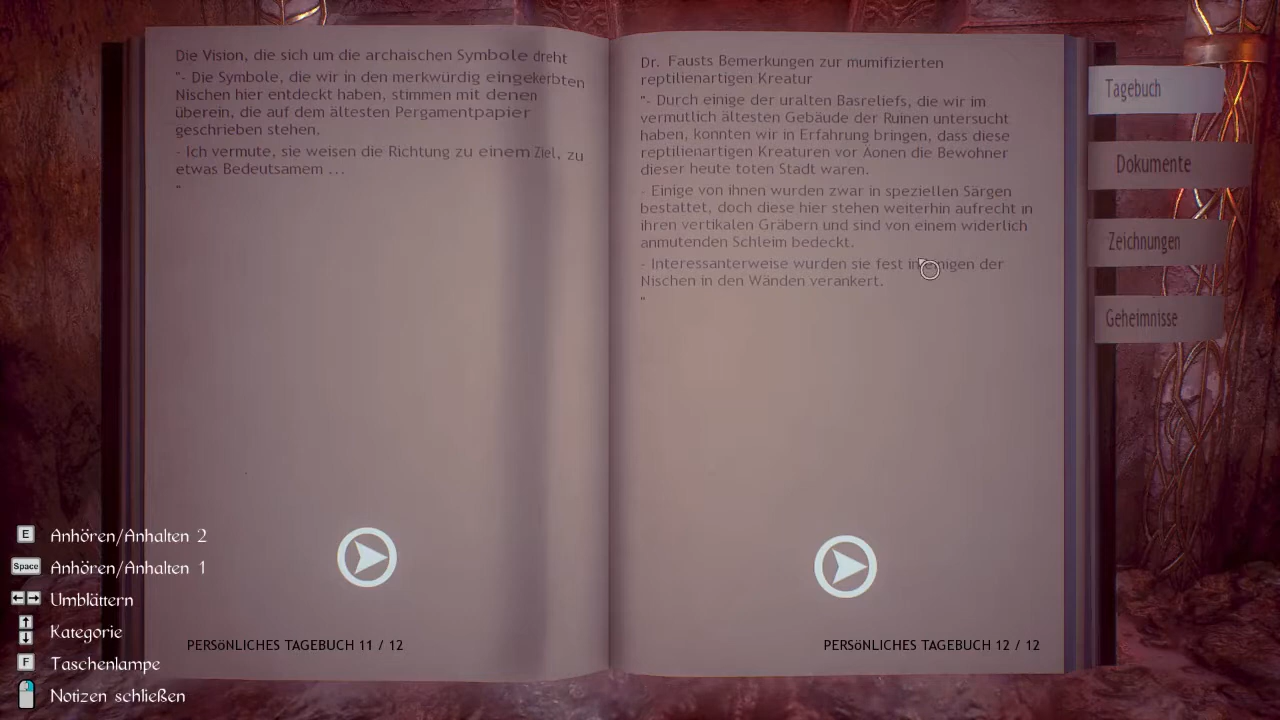 Die Vision, die sich um die archaischen Symbole dreht
"- Die Symbole, die wir in den merkwürdig eingekerbten
Nischen hier entdeckt haben, stimmen mit denen
überein, die auf dem ältesten Pergamentpapier
geschrieben stehen.
- Ich vermute, sie weisen die Richtung zu einem Ziel, zu
etwas Bedeutsamem ...
"
Dr. Fausts Bemerkungen zur mumifizierten
reptilienartigen Kreatur
"- Durch einige der uralten Basreliefs, die wir im
vermutlich ältesten Gebäude der Ruinen untersucht
haben, konnten wir in Erfahrung bringen, dass diese
reptilienartigen Kreaturen vor Äonen die Bewohner
dieser heute toten Stadt waren.
- Einige von ihnen wurden zwar in speziellen Särgen
bestattet, doch diese hier stehen weiterhin aufrecht in
ihren vertikalen Gräbern und sind von einem widerlich
anmutenden Schleim bedeckt.
- Interessanterweise wurden sie fest in einigen der
Nischen in den Wänden verankert.
"
Tagebuch
Dokumente
Zeichnungen
Geheimnisse
E Anhören/Anhalten 2
Space Anhören/Anhalten 1
Umblättern
Kategorie
F Taschenlampe
Notizen schließen
PERSöNLICHES TAGEBUCH 11 / 12
PERSöNLICHES TAGEBUCH 12 / 12